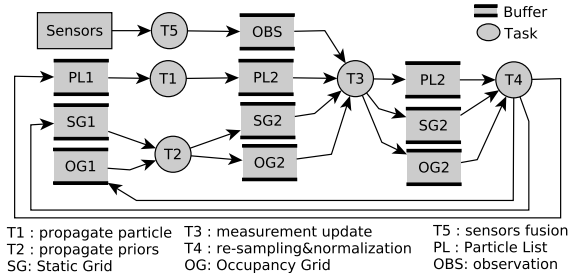 Sensors
T5
OBS
Buffer
Task
PL1
T1
PL2
T3
PL2
T4
SG1
SG2
SG2
T2
OG1
OG2
OG2
T1 : propagate particle
T3 : measurement update
T5 : sensors fusion
T2 : propagate priors
T4 : re-sampling&normalization
PL : Particle List
SG: Static Grid
OG: Occupancy Grid
OBS: observation